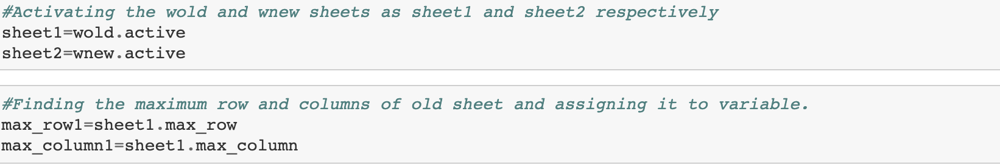 #Activating the wold and wnew sheets as sheet1 and sheet2 respectively
sheet1=wold.active
sheet2=wnew.active
#Finding the maximum row and columns of old sheet and assigning it to variable.
max_row1=sheet1.max_row
max_column1=sheet1.max_column